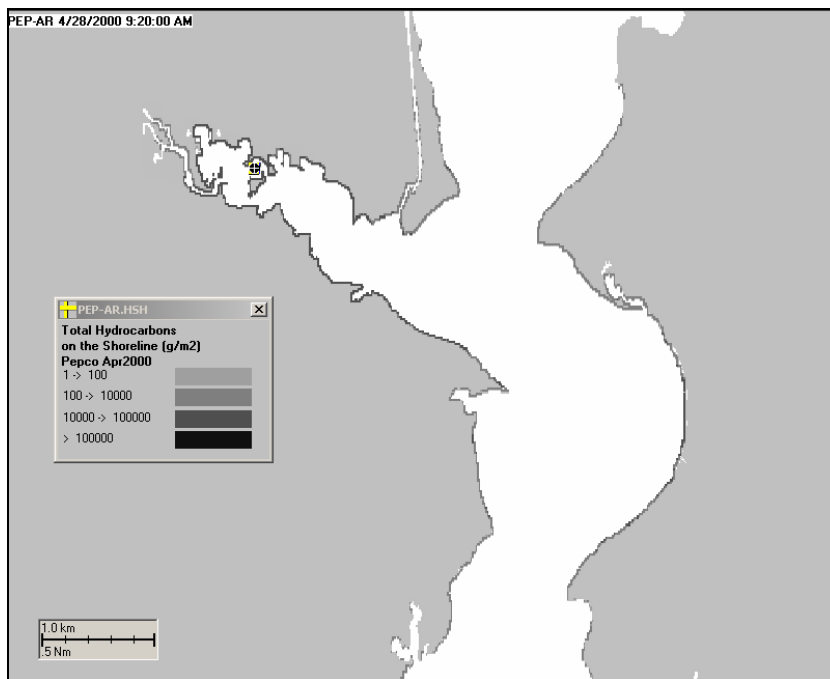 PEP-AR 4/28/2000 9:20:00 AM
PEP-AR.HSH
Total Hydrocarbons
on the Shoreline (g/m2)
Pepco Apr2000
1 -> 100
100 -> 10000
10000 -> 100000
> 100000
1.0 km
.5 Nm